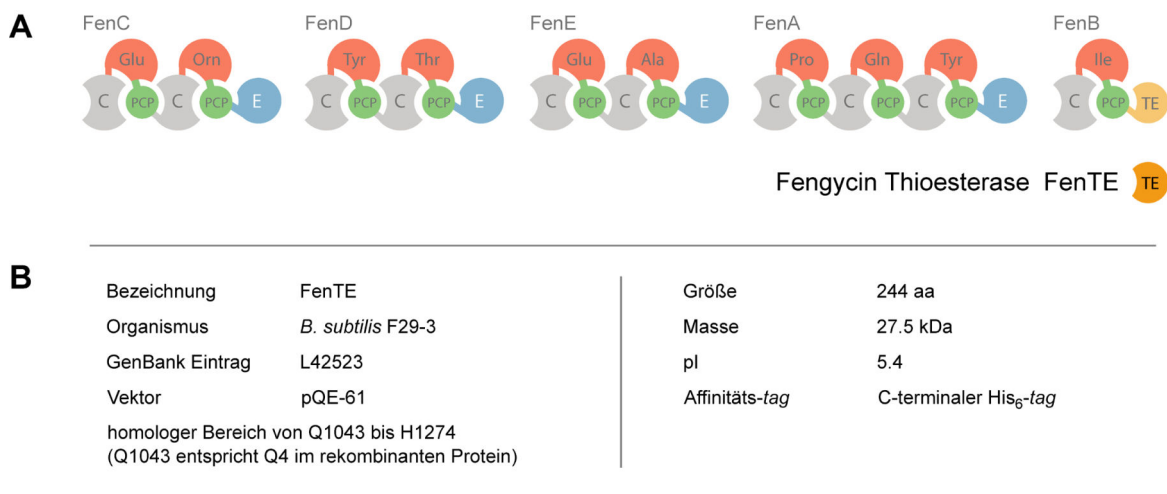 A
FenC FenD FenE FenA FenB
Glu Orn Tyr Thr Glu Ala Pro Gln Tyr Ile
C PCP C PCP E C PCP C PCP E C PCP C PCP E C PCP C PCP C PCP E C PCP TE
Fengycin Thioesterase FenTE TE
B
Bezeichnung FenTE
Organismus B. subtilis F29-3
GenBank Eintrag L42523
Vektor pQE-61
homologer Bereich von Q1043 bis H1274
(Q1043 entspricht Q4 im rekombinanten Protein)
Größe 244 aa
Masse 27.5 kDa
pI 5.4
Affinitäts-tag C-terminaler His6-tag